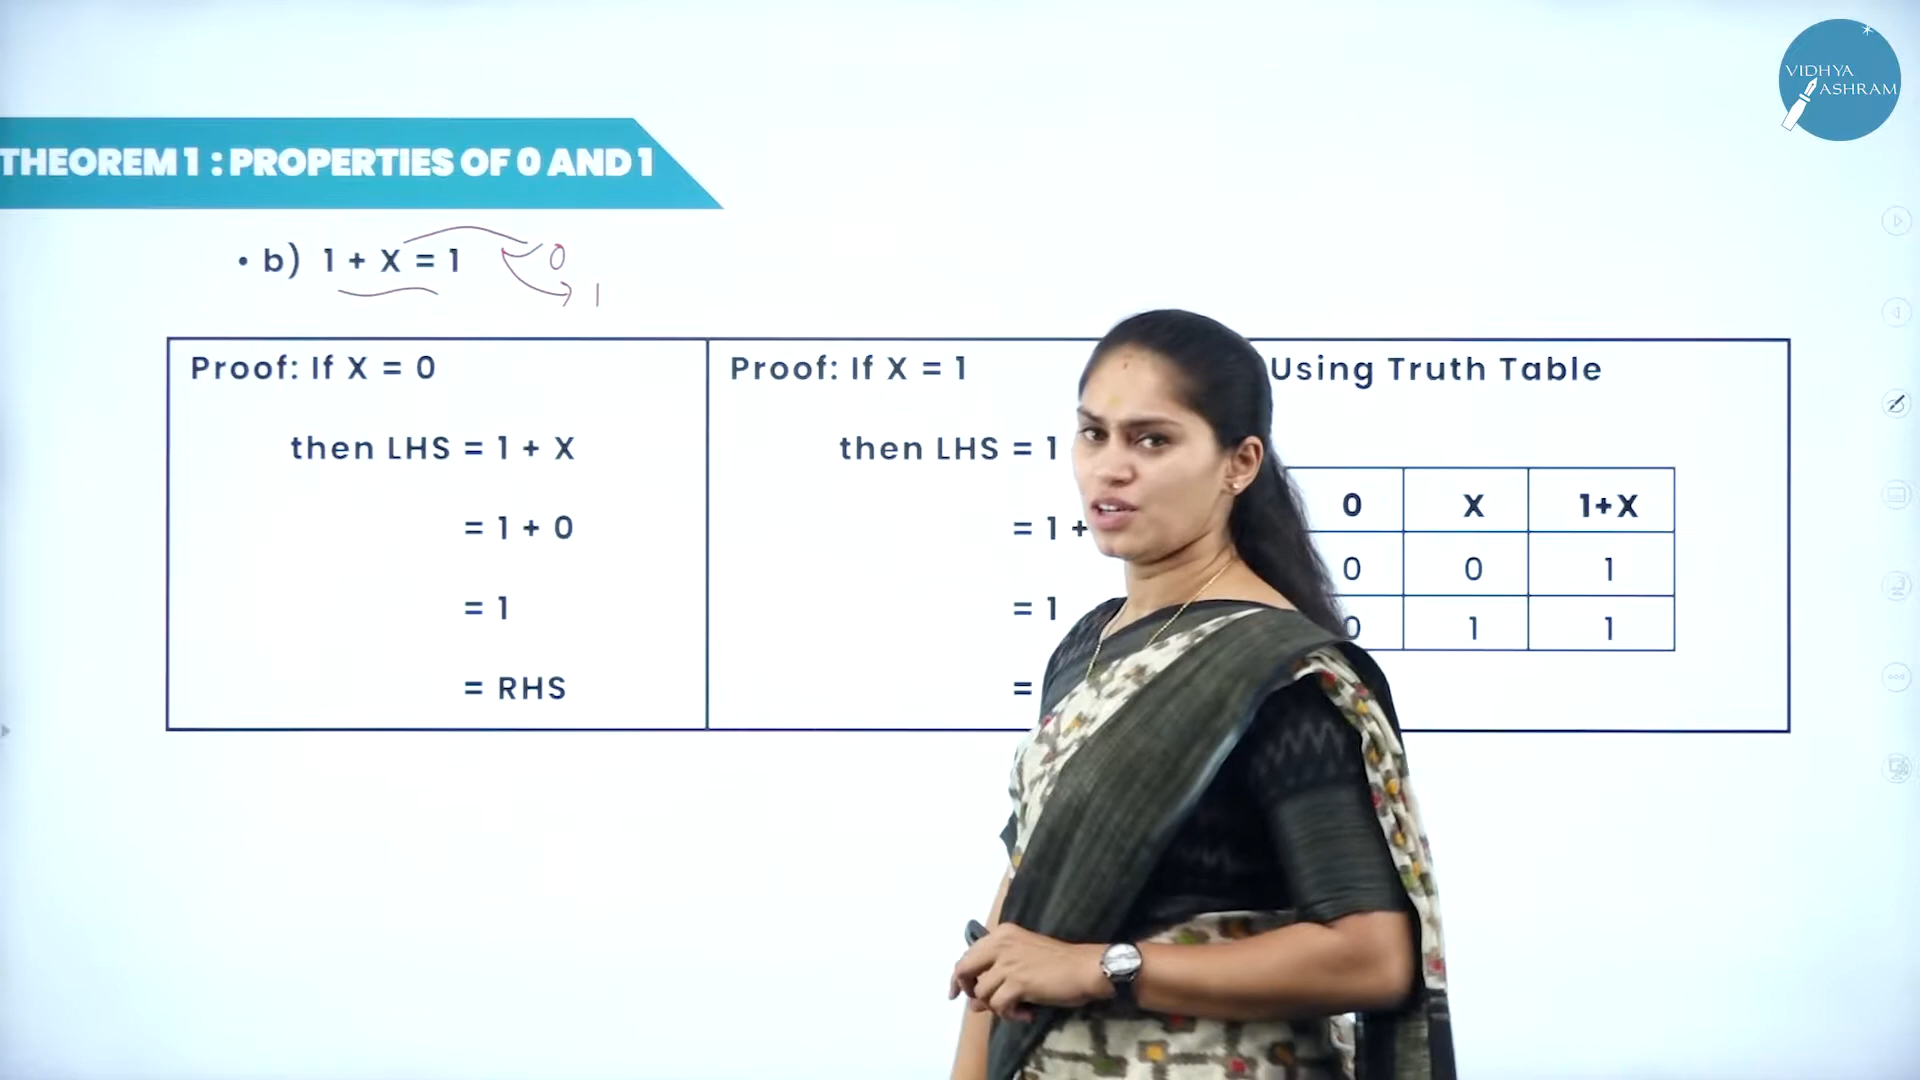 VIDHYA
ASHRAM
THEOREM 1 : PROPERTIES OF 0 AND 1
• b) 1 + X = 1
0
1
Proof: If X = 0
then LHS = 1 + X
= 1 + 0
= 1
= RHS
Proof: If X = 1
then LHS = 1
= 1 +
= 1
=
Using Truth Table
0 X 1+X
0 0 1
0 1 1